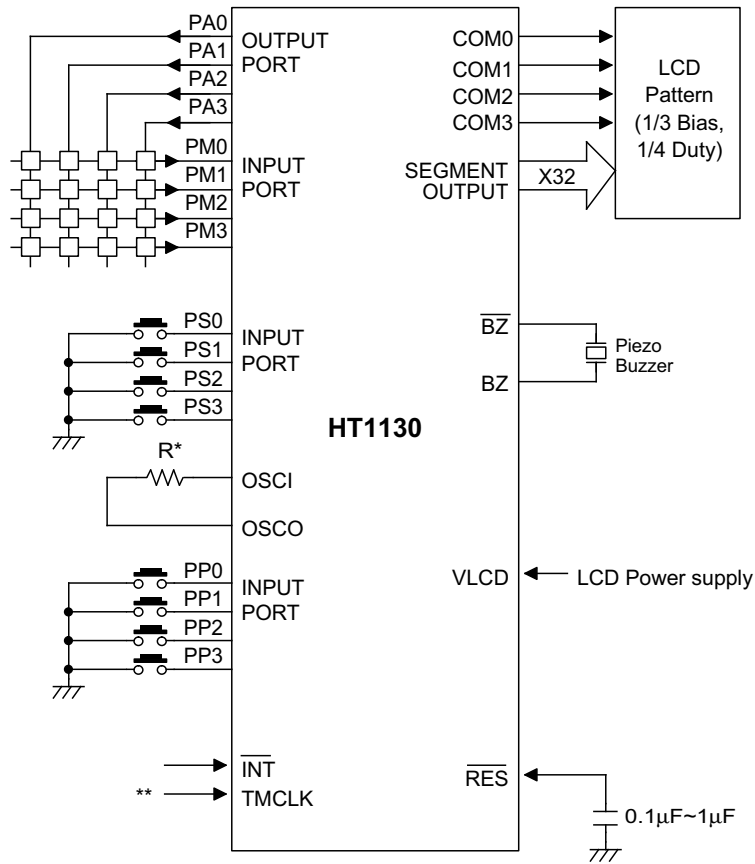 PA0
OUTPUT
PORT
PA1
PA2
PA3
PM0
INPUT
PORT
PM1
PM2
PM3
PS0
INPUT
PORT
PS1
PS2
PS3
R*
OSCI
OSCO
PP0
INPUT
PORT
PP1
PP2
PP3
INT
** TMCLK
HT1130
COM0
COM1
COM2
COM3
SEGMENT
OUTPUT
X32
LCD
Pattern
(1/3 Bias,
1/4 Duty)
BZ
BZ
Piezo
Buzzer
VLCD
LCD Power supply
RES
0.1μF~1μF